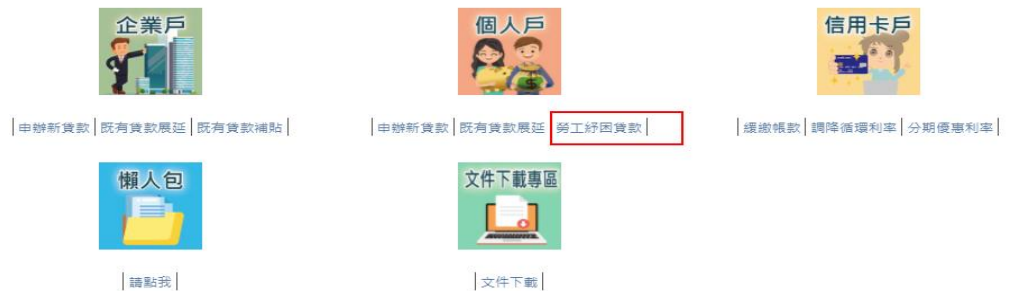 企業戶
個人戶
信用卡戶
|申辦新貸款|既有貸款展延|既有貸款補貼|
|申辦新貸款|既有貸款展延|勞工紓困貸款|
|緩繳帳款|調降循環利率|分期優惠利率|
懶人包
文件下載專區
|請點我|
|文件下載|